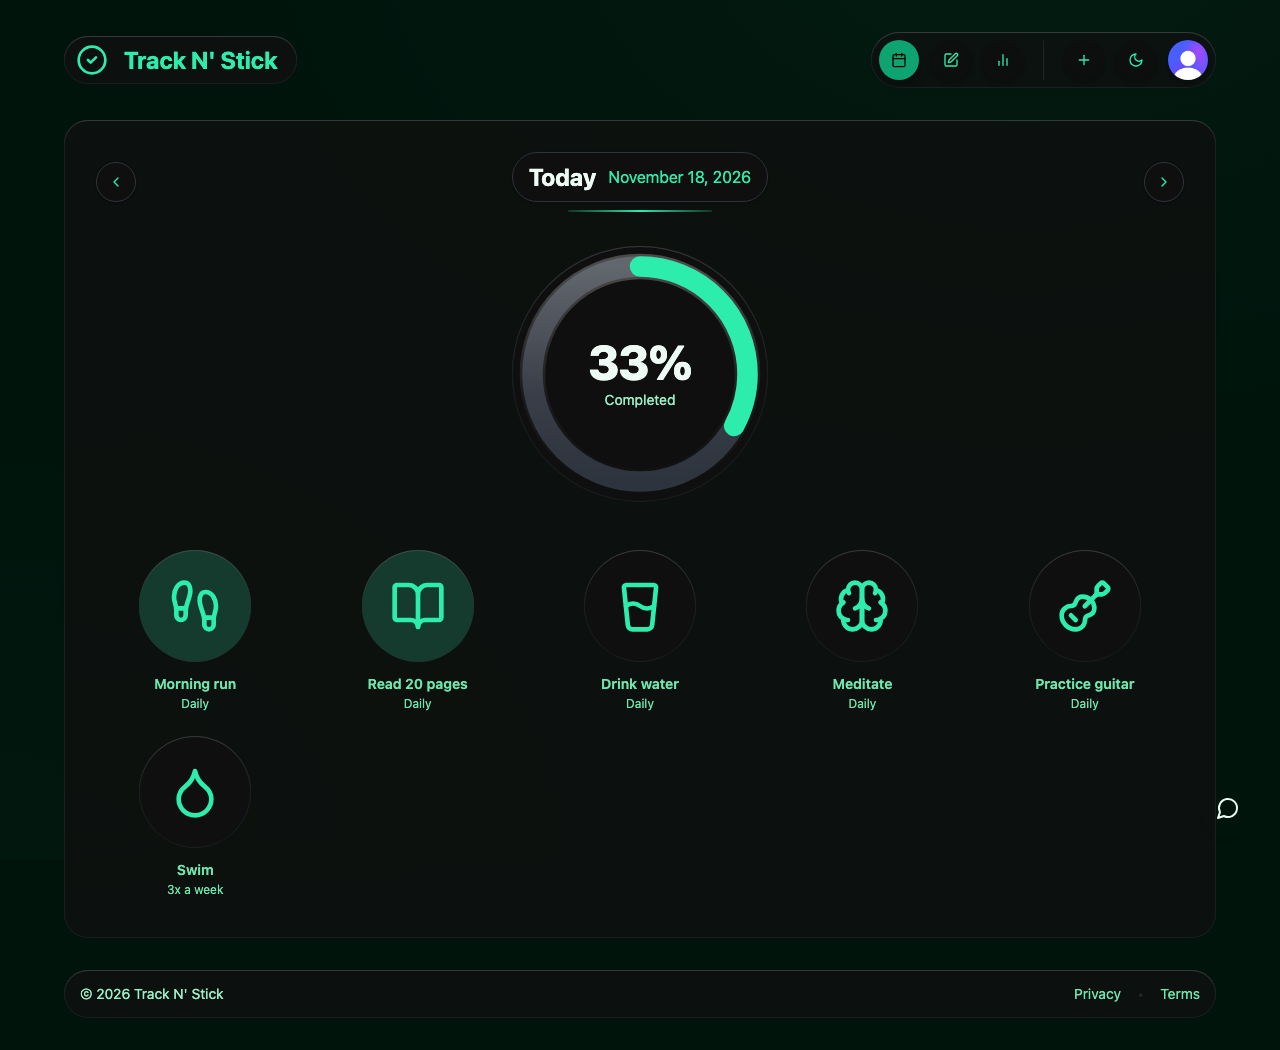 Track N' Stick
Today November 18, 2026
33%
Completed
Morning run
Daily
Read 20 pages
Daily
Drink water
Daily
Meditate
Daily
Practice guitar
Daily
Swim
3x a week
© 2026 Track N' Stick
Privacy
Terms